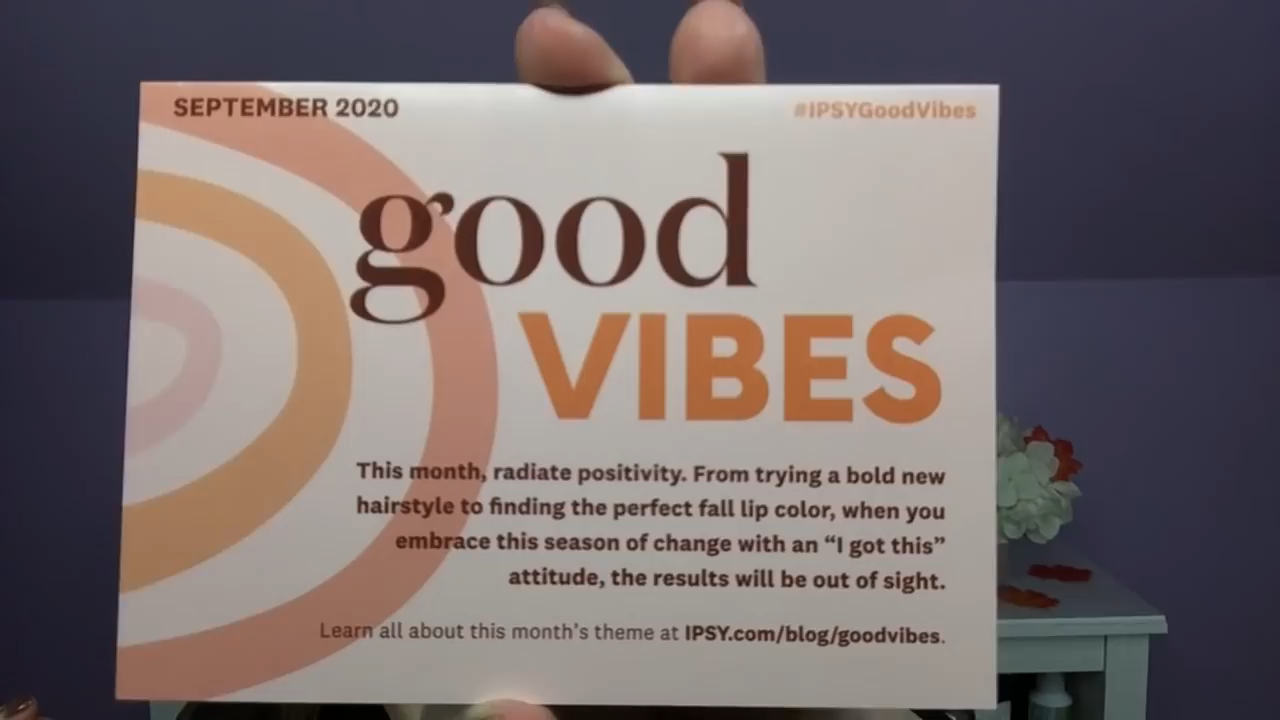 SEPTEMBER 2020
#IPSYGoodVibes
good
VIBES
This month, radiate positivity. From trying a bold new
hairstyle to finding the perfect fall lip color, when you
embrace this season of change with an “I got this”
attitude, the results will be out of sight.
Learn all about this month’s theme at IPSY.com/blog/goodvibes.